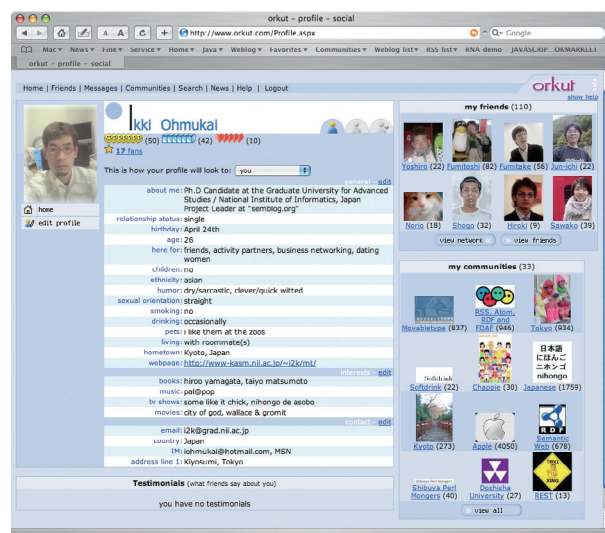 orkut - profile - social
http://www.orkut.com/Profile.aspx
Google
Mac▼ News▼ Fine▼ Service▼ Home▼ Java▼ Weblog▼ Favorites▼ Communities▼ Weblog list▼ RSS list▼ RNA demo JAVASCRIP...OKMARKLET
orkut - profile - social
Home | Friends | Messages | Communities | Search | News | Help | Logout
orkut
show help
Ikki Ohmukai
(50) (42) (10)
17 fans
This is how your profile will look to: you
home
edit profile
general - edit
about me: Ph.D Candidate at the Graduate University for Advanced
Studies / National Institute of Informatics, Japan
Project Leader at "semblog.org"
relationship status: single
birthday: April 24th
age: 26
here for: friends, activity partners, business networking, dating
women
children: no
ethnicity: asian
humor: dry/sarcastic, clever/quick witted
sexual orientation: straight
smoking: no
drinking: occasionally
pets: i like them at the zoos
living: with roommate(s)
hometown: Kyoto, Japan
webpage: http://www-kasm.nii.ac.jp/~i2k/mt/
interests - edit
books: hiroo yamagata, taiyo matsumoto
music: pal@pop
tv shows: some like it chick, nihongo de asobo
movies: city of god, wallace & gromit
contact - edit
email: i2k@grad.nii.ac.jp
country: Japan
IM: iohmukai@hotmail.com, MSN
address line 1: Kiyosumi, Tokyo
Testimonials (what friends say about you)
you have no testimonials
my friends (110)
Yoshiro (22) Fumitoshi (82) Fumitake (56) Jun-ichi (22)
Norio (18) Shogo (32) Hiroki (9) Sawako (39)
view network view friends
my communities (33)
Movabletype (837)
RSS, Atom,
RDF and
FOAF (946)
Tokyo (934)
Softdrink
Softdrink (22)
Chappie (30)
日本語
にほんご
ニホンゴ
nihongo
Japanese (1759)
Kyoto (273)
Apple (4050)
RDF
Semantic
Web (678)
Shibuya Perl Mongers
Shibuya Perl
Mongers (40)
Doshisha
University (27)
TROLL
XING
REST (13)
view all